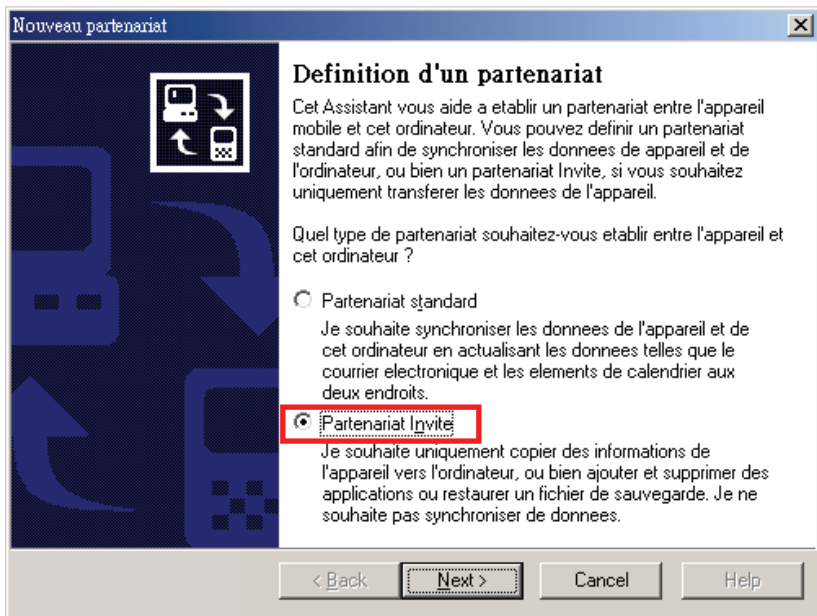 Nouveau partenariat
Definition d'un partenariat
Cet Assistant vous aide a etablir un partenariat entre l'appareil
mobile et cet ordinateur. Vous pouvez definir un partenariat
standard afin de synchroniser les donnees de appareil et de
l'ordinateur, ou bien un partenariat Invite, si vous souhaitez
uniquement transferer les donnees de l'appareil.
Quel type de partenariat souhaitez-vous etablir entre l'appareil et
cet ordinateur ?
Partenariat standard
Je souhaite synchroniser les donnees de l'appareil et de
cet ordinateur en actualisant les donnees telles que le
courrier electronique et les elements de calendrier aux
deux endroits.
Partenariat Invite
Je souhaite uniquement copier des informations de
l'appareil vers l'ordinateur, ou bien ajouter et supprimer des
applications ou restaurer un fichier de sauvegarde. Je ne
souhaite pas synchroniser de donnees.
< Back Next > Cancel Help